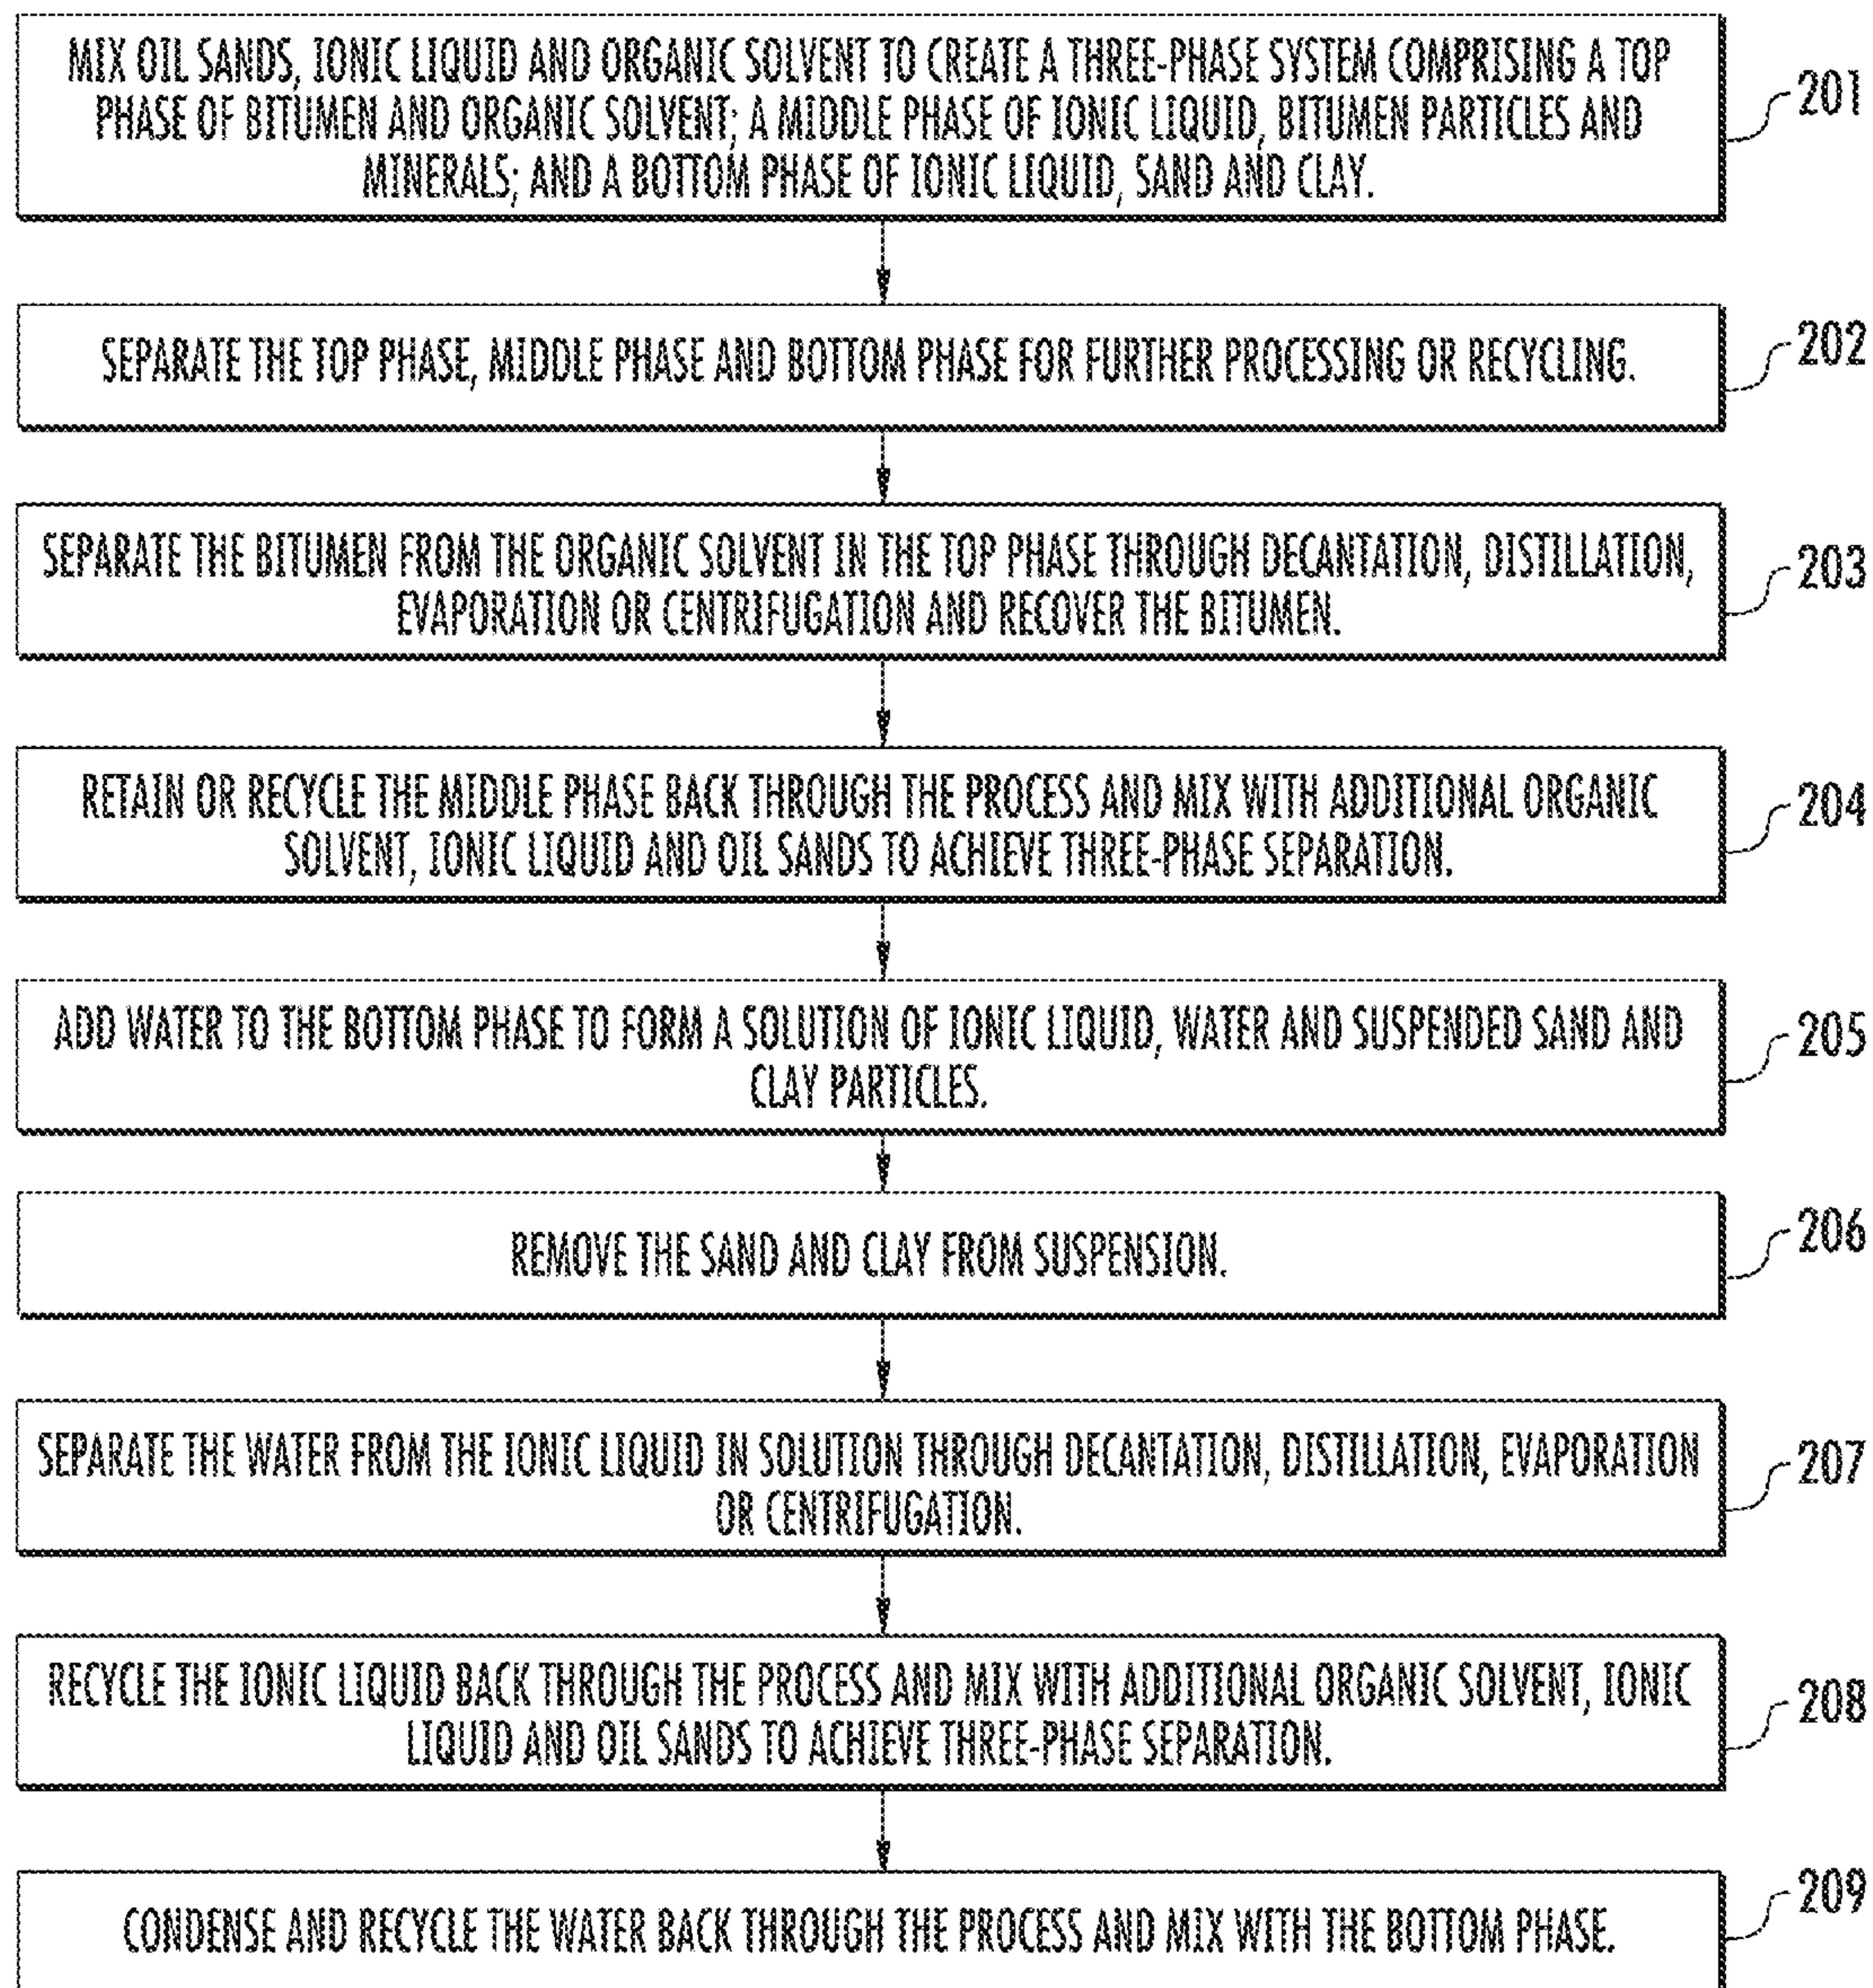 MIX OIL SANDS, IONIC LIQUID AND ORGANIC SOLVENT TO CREATE A THREE-PHASE SYSTEM COMPRISING A TOP
PHASE OF BITUMEN AND ORGANIC SOLVENT; A MIDDLE PHASE OF IONIC LIQUID, BITUMEN PARTICLES AND
MINERALS; AND A BOTTOM PHASE OF IONIC LIQUID, SAND AND CLAY.
201
SEPARATE THE TOP PHASE, MIDDLE PHASE AND BOTTOM PHASE FOR FURTHER PROCESSING OR RECYCLING.
202
SEPARATE THE BITUMEN FROM THE ORGANIC SOLVENT IN THE TOP PHASE THROUGH DECANTATION, DISTILLATION,
EVAPORATION OR CENTRIFUGATION AND RECOVER THE BITUMEN.
203
RETAIN OR RECYCLE THE MIDDLE PHASE BACK THROUGH THE PROCESS AND MIX WITH ADDITIONAL ORGANIC
SOLVENT, IONIC LIQUID AND OIL SANDS TO ACHIEVE THREE-PHASE SEPARATION.
204
ADD WATER TO THE BOTTOM PHASE TO FORM A SOLUTION OF IONIC LIQUID, WATER AND SUSPENDED SAND AND
CLAY PARTICLES.
205
REMOVE THE SAND AND CLAY FROM SUSPENSION.
206
SEPARATE THE WATER FROM THE IONIC LIQUID IN SOLUTION THROUGH DECANTATION, DISTILLATION, EVAPORATION
OR CENTRIFUGATION.
207
RECYCLE THE IONIC LIQUID BACK THROUGH THE PROCESS AND MIX WITH ADDITIONAL ORGANIC SOLVENT, IONIC
LIQUID AND OIL SANDS TO ACHIEVE THREE-PHASE SEPARATION.
208
CONDENSE AND RECYCLE THE WATER BACK THROUGH THE PROCESS AND MIX WITH THE BOTTOM PHASE.
209